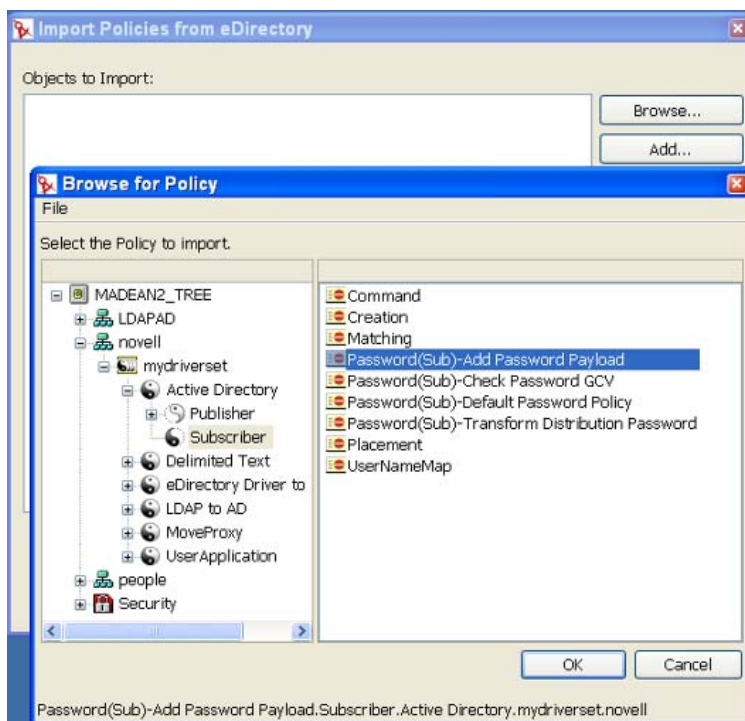 Import Policies from eDirectory
Objects to Import:
Browse...
Add...
Browse for Policy
File
Select the Policy to import.
MADEAN2_TREE
LDAPAD
novell
mydriverset
Active Directory
Publisher
Subscriber
Delimited Text
eDirectory Driver to
LDAP to AD
MoveProxy
UserApplication
people
Security
Command
Creation
Matching
Password(Sub)-Add Password Payload
Password(Sub)-Check Password GCV
Password(Sub)-Default Password Policy
Password(Sub)-Transform Distribution Password
Placement
UserNameMap
OK
Cancel
Password(Sub)-Add Password Payload.Subscriber.Active Directory.mydriverset.novell